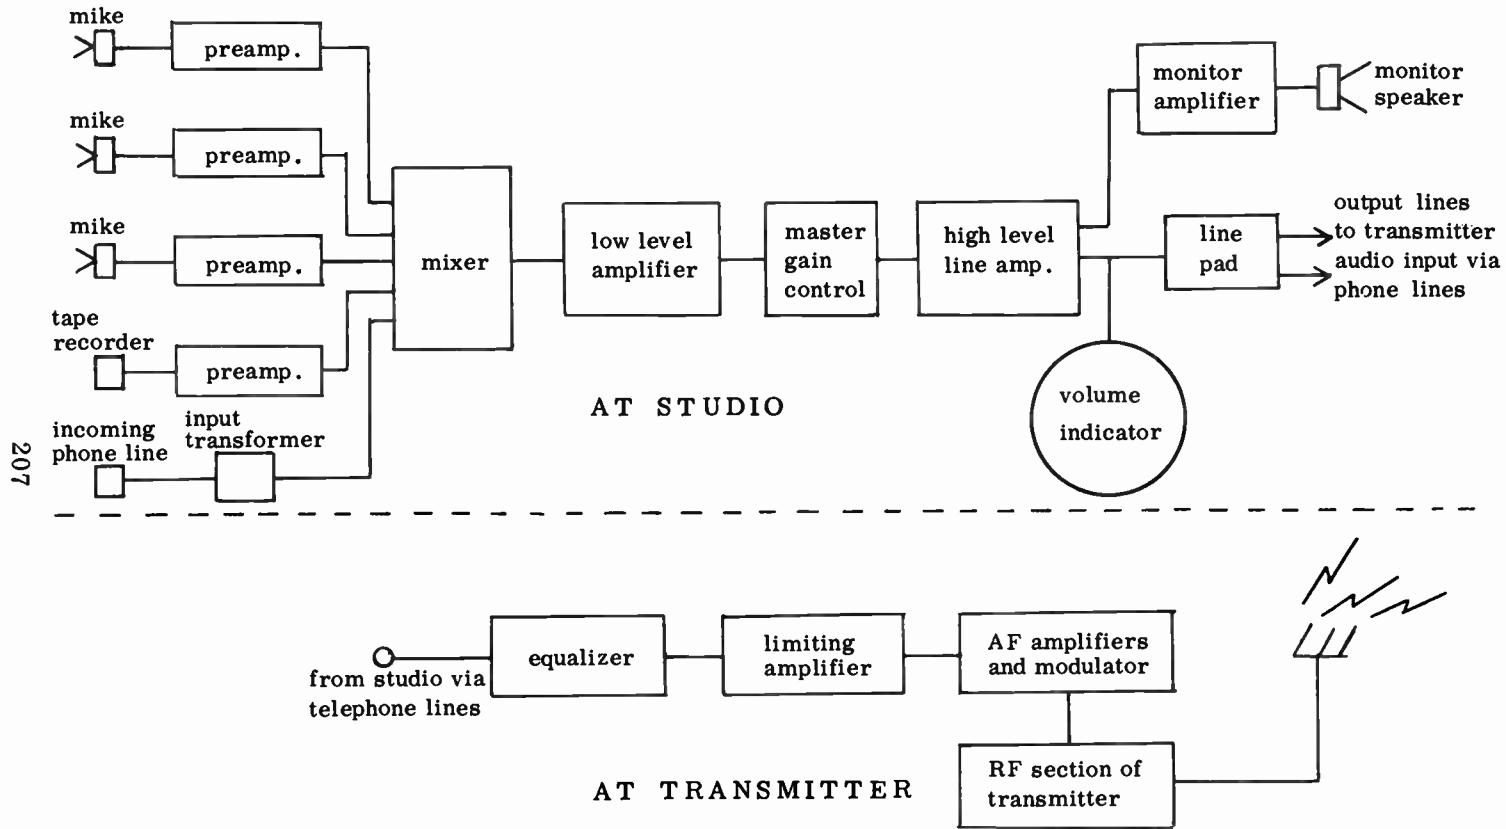 mike
preamp.
mike
preamp.
mike
preamp.
tape
recorder
preamp.
incoming
phone line
input
transformer
mixer
low level
amplifier
master
gain
control
high level
line amp.
monitor
amplifier
monitor
speaker
line
pad
output lines
to transmitter
audio input via
phone lines
volume
indicator
AT STUDIO
207
from studio via
telephone lines
equalizer
limiting
amplifier
AF amplifiers
and modulator
RF section of
transmitter
AT TRANSMITTER